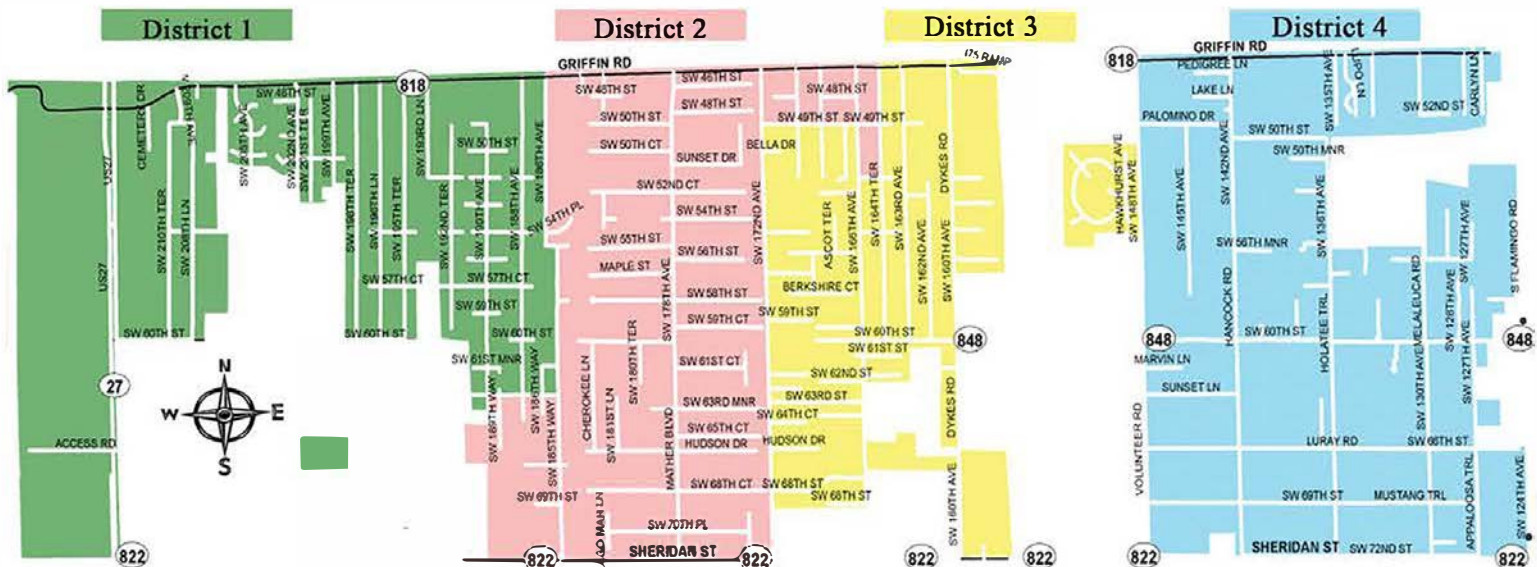 District 1
District 2
District 3
District 4
GRIFFIN RD
GRIFFIN RD
I75 RAMP
818
818
CEMETERY DR
US27
US27
SW 209TH AVE
SW 210TH TER
SW 208TH LN
SW 48TH ST
SW 202ND AVE
SW 201ST TER
SW 199TH AVE
SW 198TH TER
SW 196TH LN
SW 195TH TER
SW 193RD LN
SW 192ND TER
SW 190TH AVE
SW 188TH AVE
SW 186TH AVE
SW 50TH ST
SW 54TH PL
SW 57TH CT
SW 57TH CT
SW 59TH ST
SW 60TH ST
SW 60TH ST
SW 60TH ST
SW 61ST MNR
SW 189TH WAY
SW 186TH WAY
SW 185TH WAY
27
N
W
E
S
ACCESS RD
822
SW 46TH ST
SW 48TH ST
SW 48TH ST
SW 50TH ST
SW 50TH CT
SUNSET DR
SW 52ND CT
SW 54TH ST
SW 55TH ST
SW 56TH ST
MAPLE ST
SW 58TH ST
SW 59TH CT
SW 61ST CT
SW 178TH AVE
SW 180TH TER
CHEROKEE LN
SW 181ST LN
MATHER BLVD
SW 63RD MNR
SW 65TH CT
HUDSON DR
SW 68TH CT
SW 69TH ST
SW 70TH PL
SHERIDAN ST
822
822
SW 172ND AVE
SW 48TH ST
SW 49TH ST
SW 49TH ST
BELLA DR
ASCOT TER
SW 166TH AVE
SW 164TH TER
SW 163RD AVE
SW 162ND AVE
SW 160TH AVE
DYKES RD
BERKSHIRE CT
SW 59TH ST
SW 60TH ST
SW 61ST ST
848
SW 62ND ST
SW 63RD ST
SW 64TH CT
HUDSON DR
DYKES RD
SW 68TH ST
SW 68TH ST
SW 160TH AVE
822
822
HAWKHURST AVE
SW 148TH AVE
PEDIGREE LN
LAKE LN
PALOMINO DR
SW 142ND AVE
SW 145TH AVE
SW 135TH AVE
LUPO LN
SW 52ND ST
CARLYN LN
SW 50TH ST
SW 50TH MNR
SW 136TH AVE
SW 56TH MNR
HANCOCK RD
SW 60TH ST
HOLATEE TRL
SW 130TH AVE
MELALEUCA RD
SW 126TH AVE
SW 127TH AVE
SW 127TH AVE
S FLAMINGO RD
848
848
MARVIN LN
SUNSET LN
VOLUNTEER RD
LURAY RD
SW 66TH ST
SW 69TH ST
MUSTANG TRL
APPALOOSA TRL
SW 124TH AVE
822
SHERIDAN ST
SW 72ND ST
822